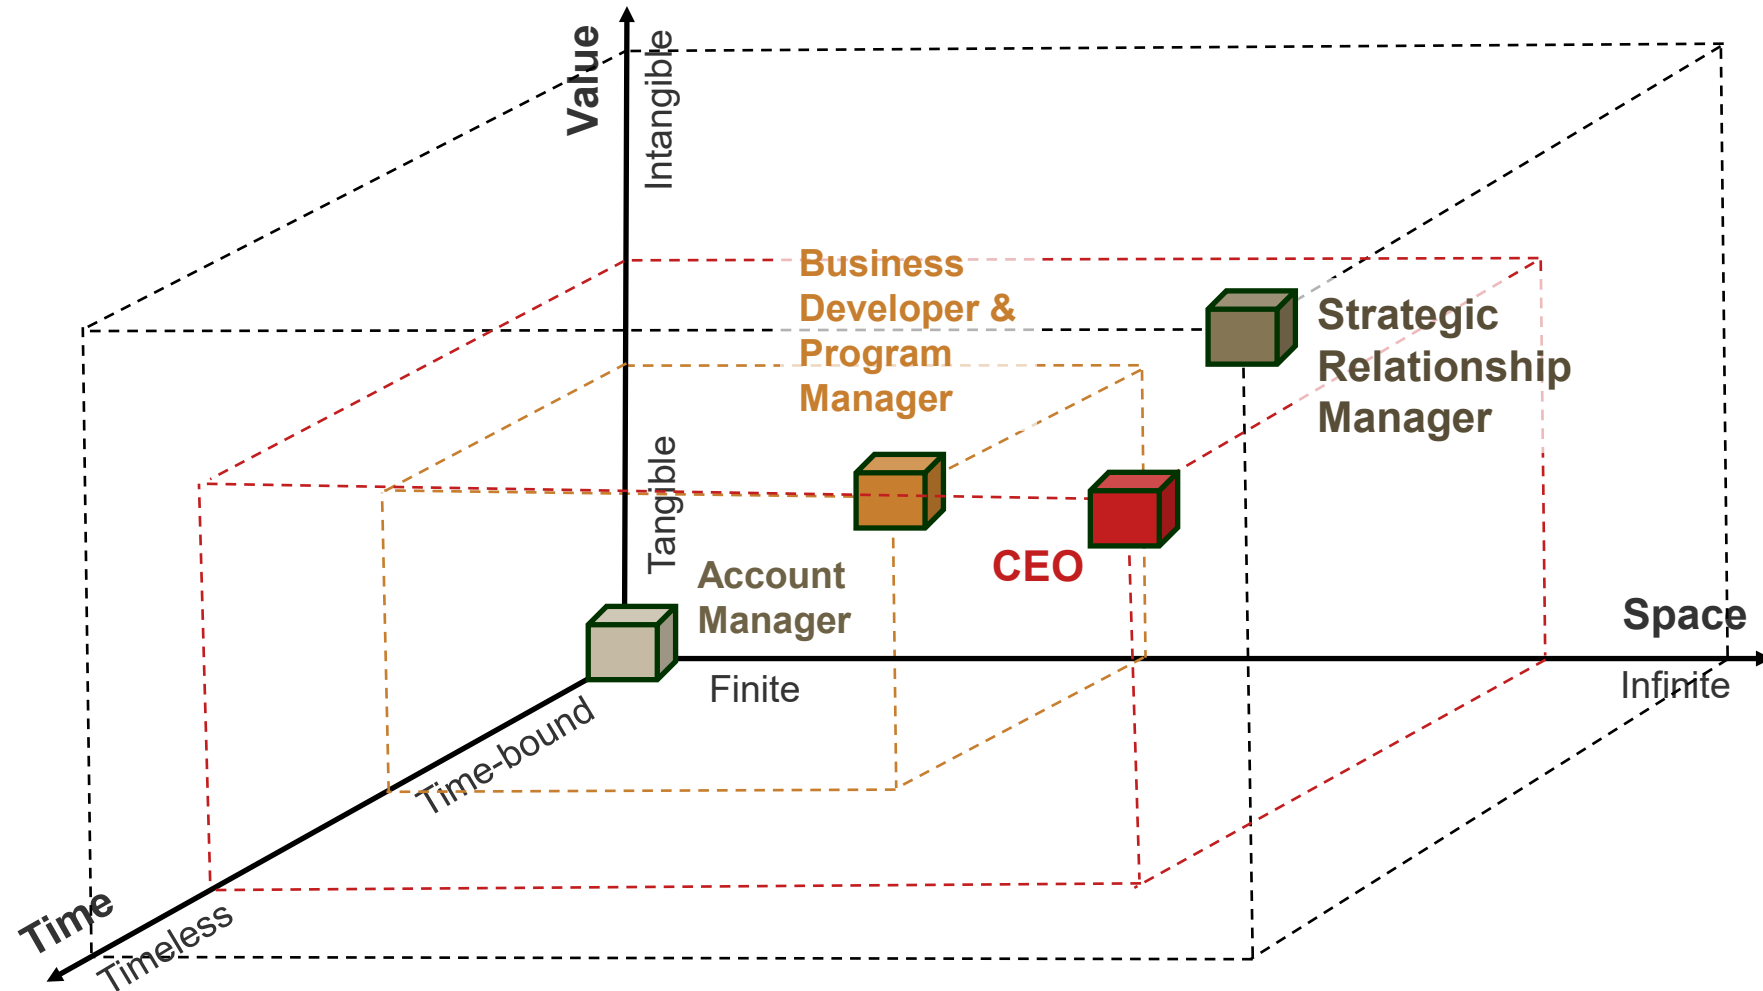 Value
Intangible
Business
Developer &
Program
Manager
Strategic
Relationship
Manager
Tangible
CEO
Account
Manager
Space
Finite
Infinite
Time-bound
Time
Timeless